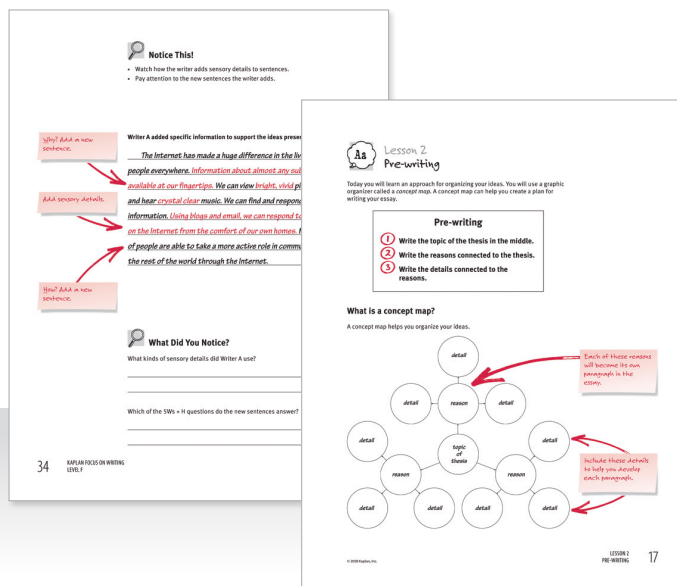 Notice This!
• Watch how the writer adds sensory details to sentences.
• Pay attention to the new sentences the writer adds.
Why? Add a new
sentence.
Add sensory details.
How? Add a new
sentence.
Writer A added specific information to support the ideas
The Internet has made a huge difference in the
people everywhere. Information about almost any
available at our fingertips. We can view bright, vivid
and hear crystal clear music. We can find and
information. Using blogs and email, we can respond
on the Internet from the comfort of our own homes.
of people are able to take a more active role in
the rest of the world through the Internet.
What Did You Notice?
What kinds of sensory details did Writer A use?
Which of the 5Ws + H questions do the new sentences answer?
34
KAPLAN FOCUS ON WRITING
LEVEL F
Aa
Lesson 2
Pre-writing
Today you will learn an approach for organizing your ideas. You will use a graphic
organizer called a concept map. A concept map can help you create a plan for
writing your essay.
Pre-writing
1 Write the topic of the thesis in the middle.
2 Write the reasons connected to the thesis.
3 Write the details connected to the
reasons.
What is a concept map?
A concept map helps you organize your ideas.
detail
detail
reason
detail
detail
topic
of
thesis
detail
detail
reason
reason
detail
detail
detail
detail
detail
Each of these reasons
will become its own
paragraph in the
essay.
Include these details
to help you develop
each paragraph.
© 2008 Kaplan, Inc.
LESSON 2
PRE-WRITING
17